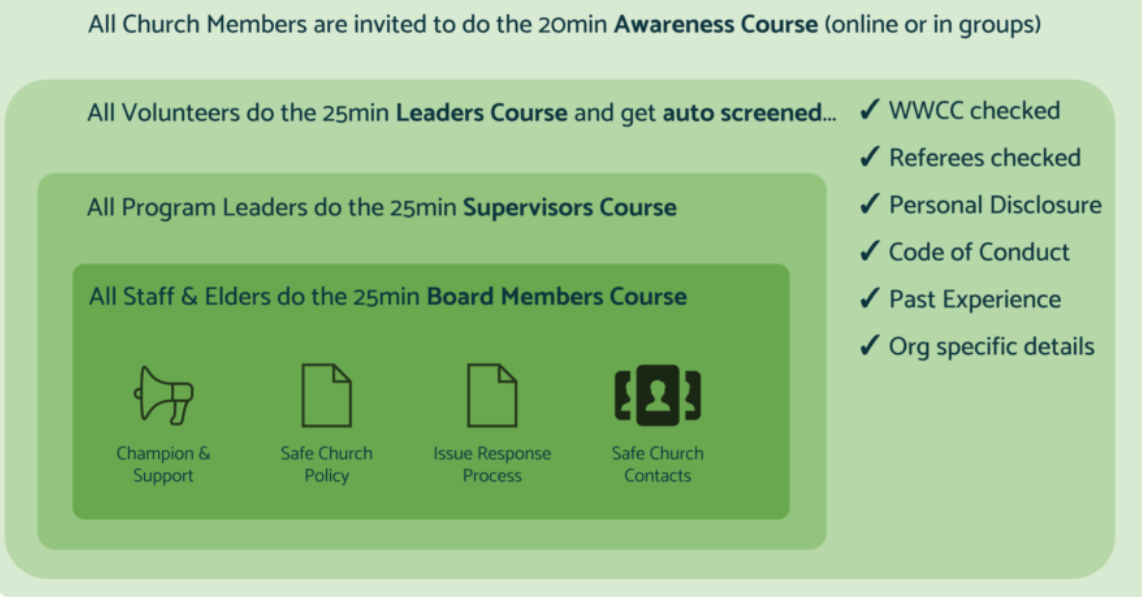 All Church Members are invited to do the 20min Awareness Course (online or in groups)
All Volunteers do the 25min Leaders Course and get auto screened...
✓ WWCC checked
✓ Referees checked
✓ Personal Disclosure
✓ Code of Conduct
✓ Past Experience
✓ Org specific details
All Program Leaders do the 25min Supervisors Course
All Staff & Elders do the 25min Board Members Course
Champion &
Support
Safe Church
Policy
Issue Response
Process
Safe Church
Contacts